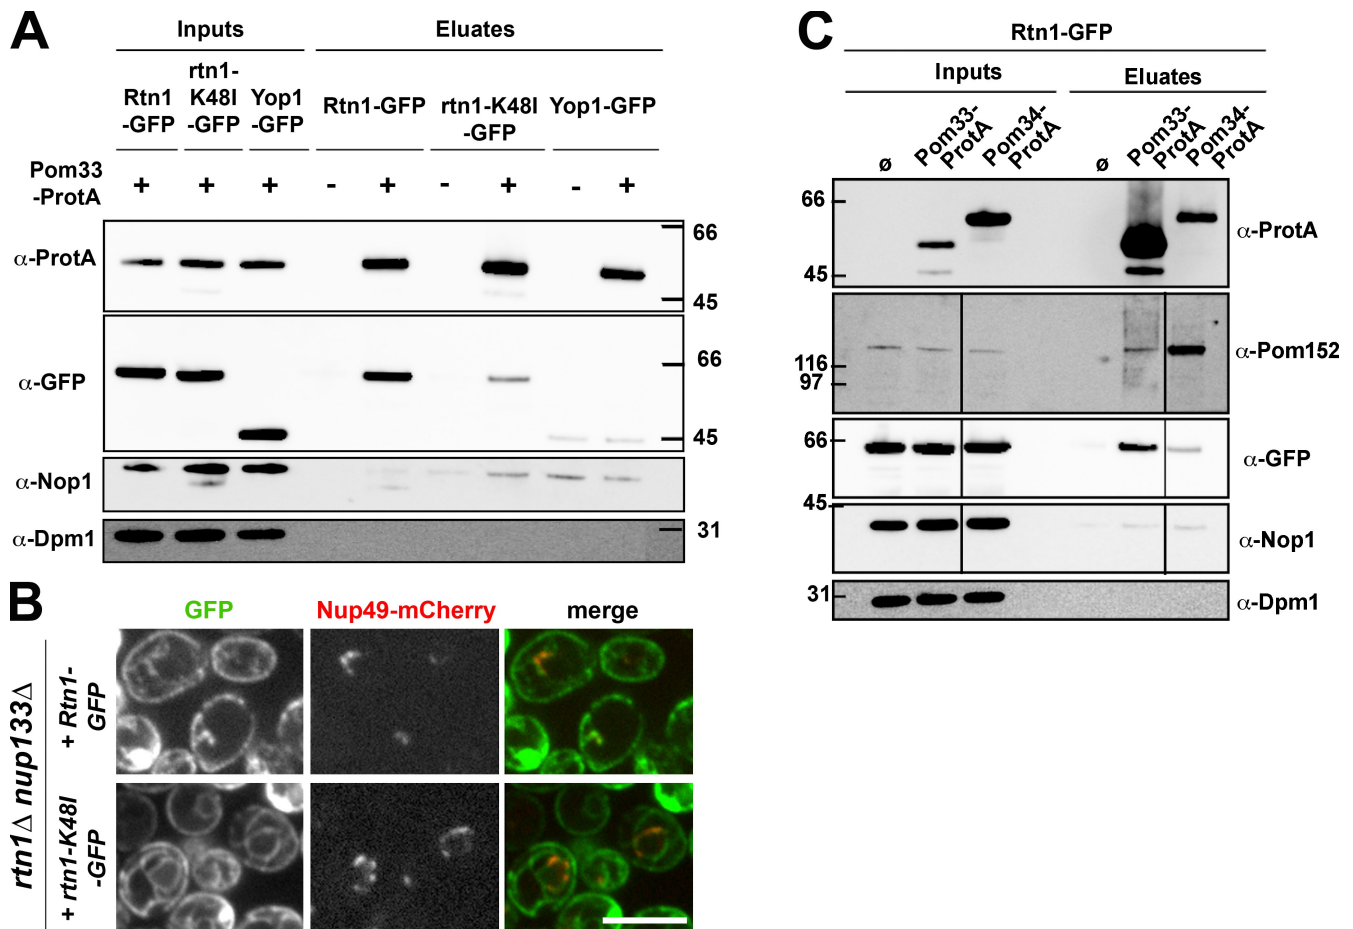 A
Inputs Eluates
Rtn1
-GFP
rtn1-
K48I
-GFP
Yop1
-GFP
Rtn1-GFP
rtn1-K48I
-GFP
Yop1-GFP
Pom33
-ProtA
+ + + - + - + - +
α-ProtA
66
45
α-GFP
66
45
α-Nop1
α-Dpm1
31
B
GFP Nup49-mCherry merge
rtn1Δ nup133Δ
+ Rtn1-
GFP
+ rtn1-K48I
-GFP
C
Rtn1-GFP
Inputs Eluates
ø
Pom33-
ProtA
Pom34-
ProtA
ø
Pom33-
ProtA
Pom34-
ProtA
66
45
α-ProtA
116
97
α-Pom152
66
α-GFP
45
α-Nop1
31
α-Dpm1